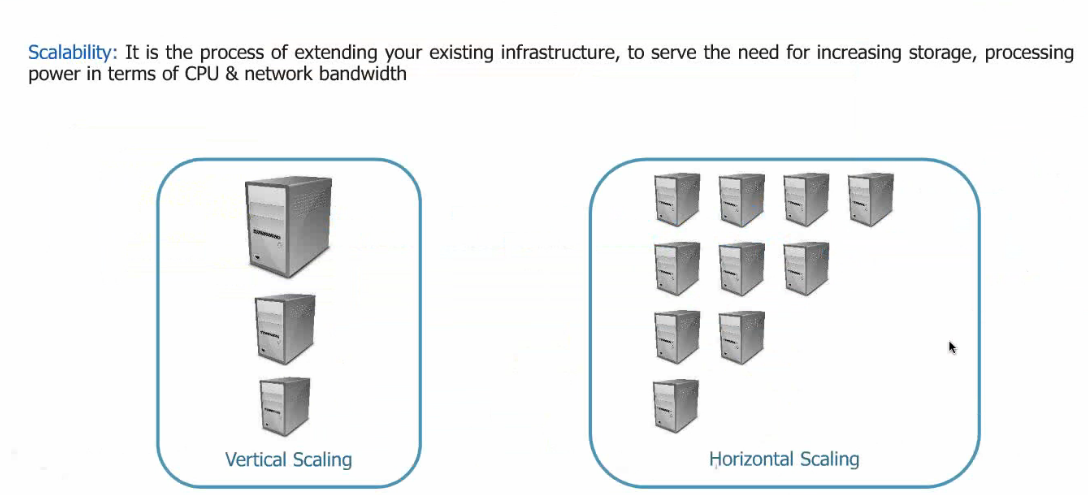 Scalability: It is the process of extending your existing infrastructure, to serve the need for increasing storage, processing
power in terms of CPU & network bandwidth
Vertical Scaling
Horizontal Scaling